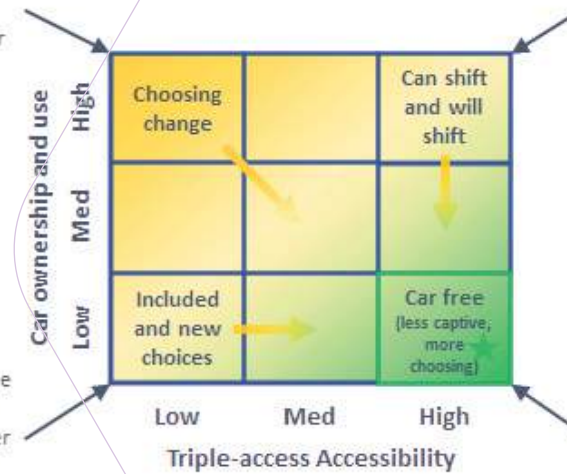 Car ownership and use
High
Med
Low
Choosing
change
Can shift
and will
shift
Included
and new
choices
Car free
(less captive,
more
choosing)
Low
Med
High
Triple-access Accessibility